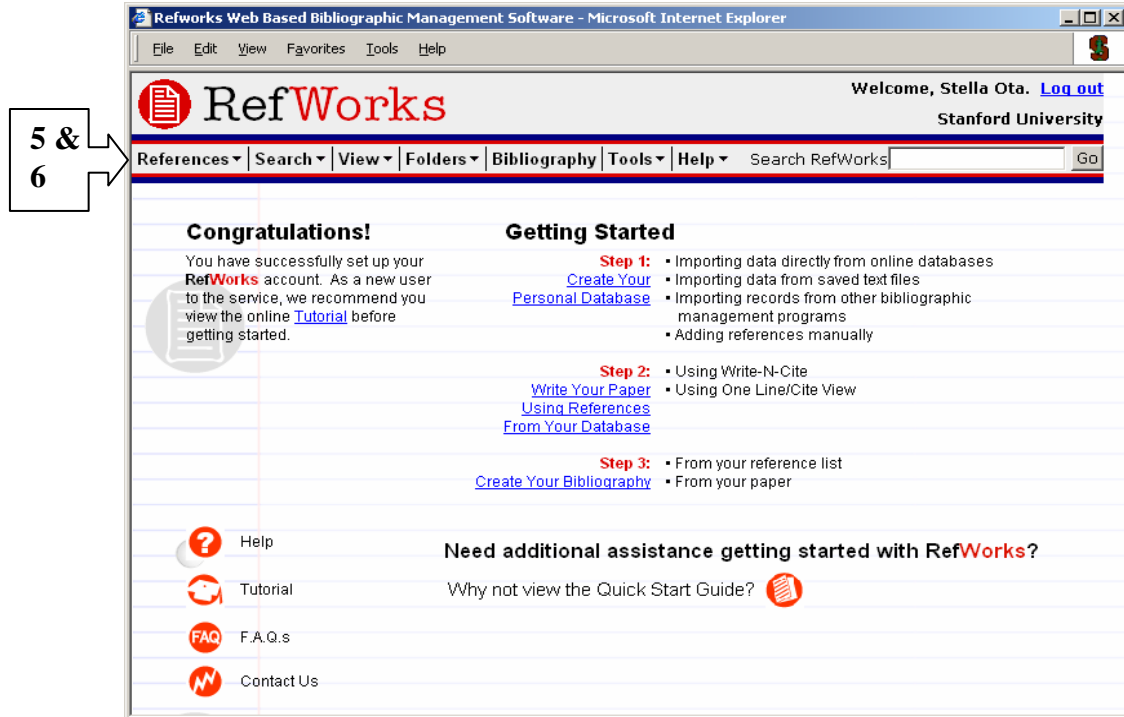 Refworks Web Based Bibliographic Management Software - Microsoft Internet Explorer
File Edit View Favorites Tools Help
RefWorks
Welcome, Stella Ota. Log out
Stanford University
5 &
6
References Search View Folders Bibliography Tools Help Search RefWorks Go
Congratulations!
You have successfully set up your
RefWorks account. As a new user
to the service, we recommend you
view the online Tutorial before
getting started.
Getting Started
Step 1: ▪ Importing data directly from online databases
Create Your ▪ Importing data from saved text files
Personal Database ▪ Importing records from other bibliographic
management programs
▪ Adding references manually
Step 2: ▪ Using Write-N-Cite
Write Your Paper ▪ Using One Line/Cite View
Using References
From Your Database
Step 3: ▪ From your reference list
Create Your Bibliography ▪ From your paper
Help
Tutorial
FAQ F.A.Q.s
Contact Us
Need additional assistance getting started with RefWorks?
Why not view the Quick Start Guide?